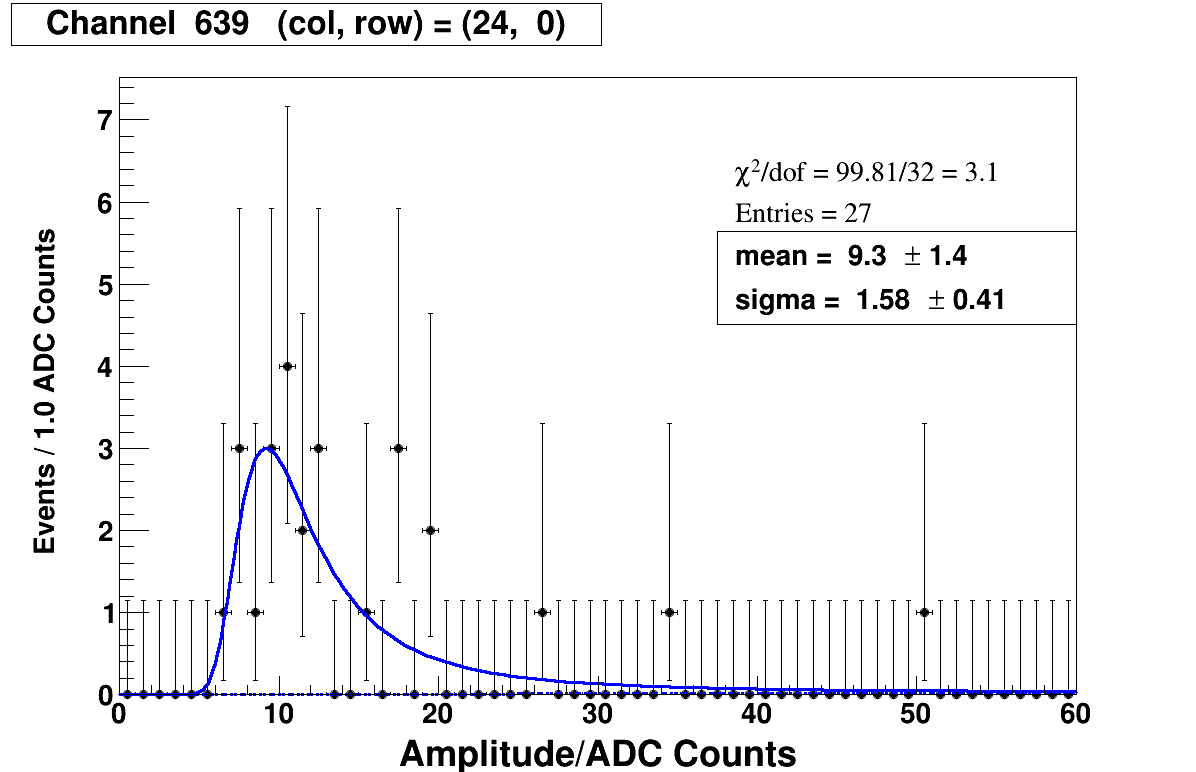 Channel 639 (col, row) = (24, 0)
7
6
5
4
3
2
1
0
Events / 1.0 ADC Counts
χ²/dof = 99.81/32 = 3.1
Entries = 27
mean = 9.3 ± 1.4
sigma = 1.58 ± 0.41
0 10 20 30 40 50 60
Amplitude/ADC Counts